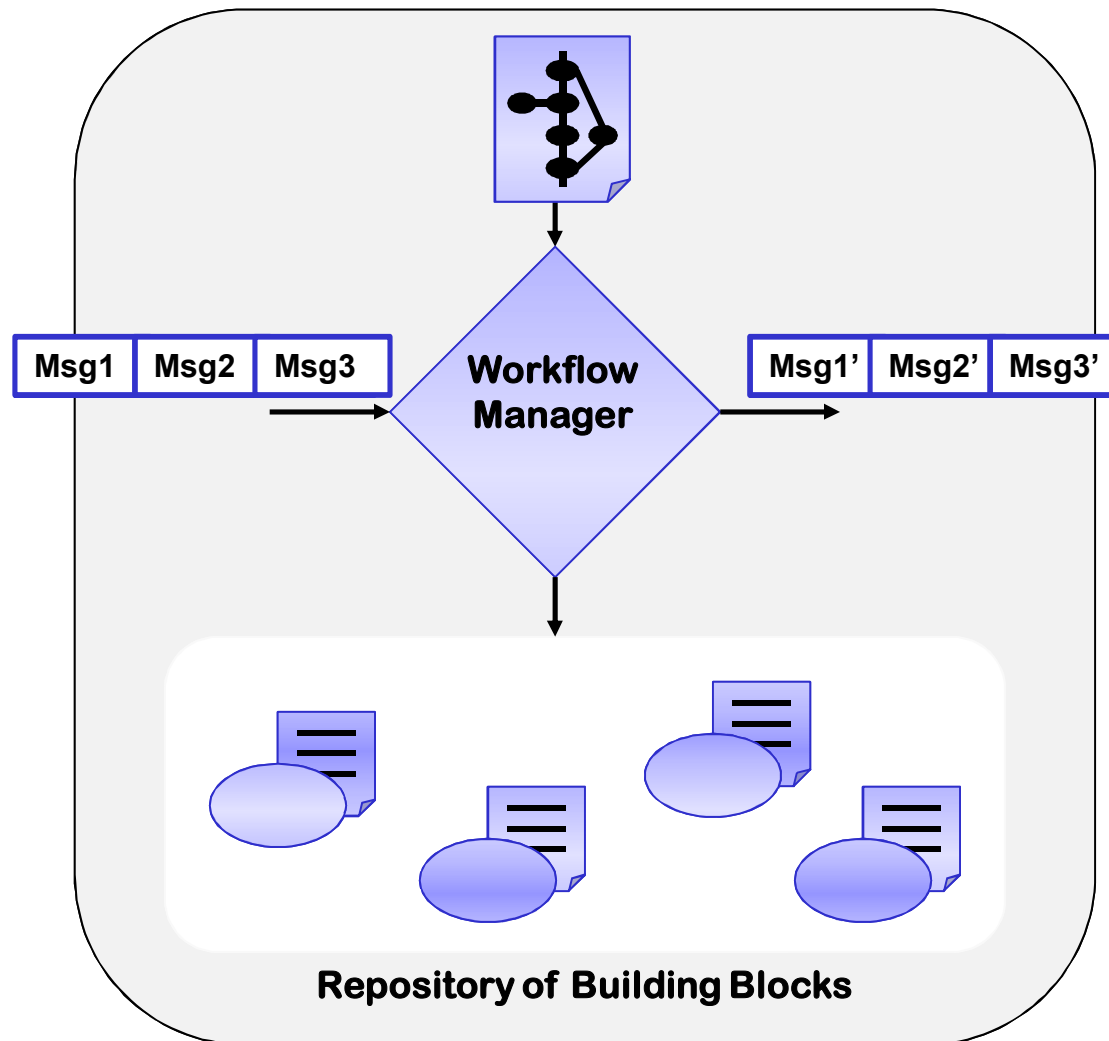 Msg1 Msg2 Msg3
Workflow
Manager
Msg1’ Msg2’ Msg3’
Repository of Building Blocks